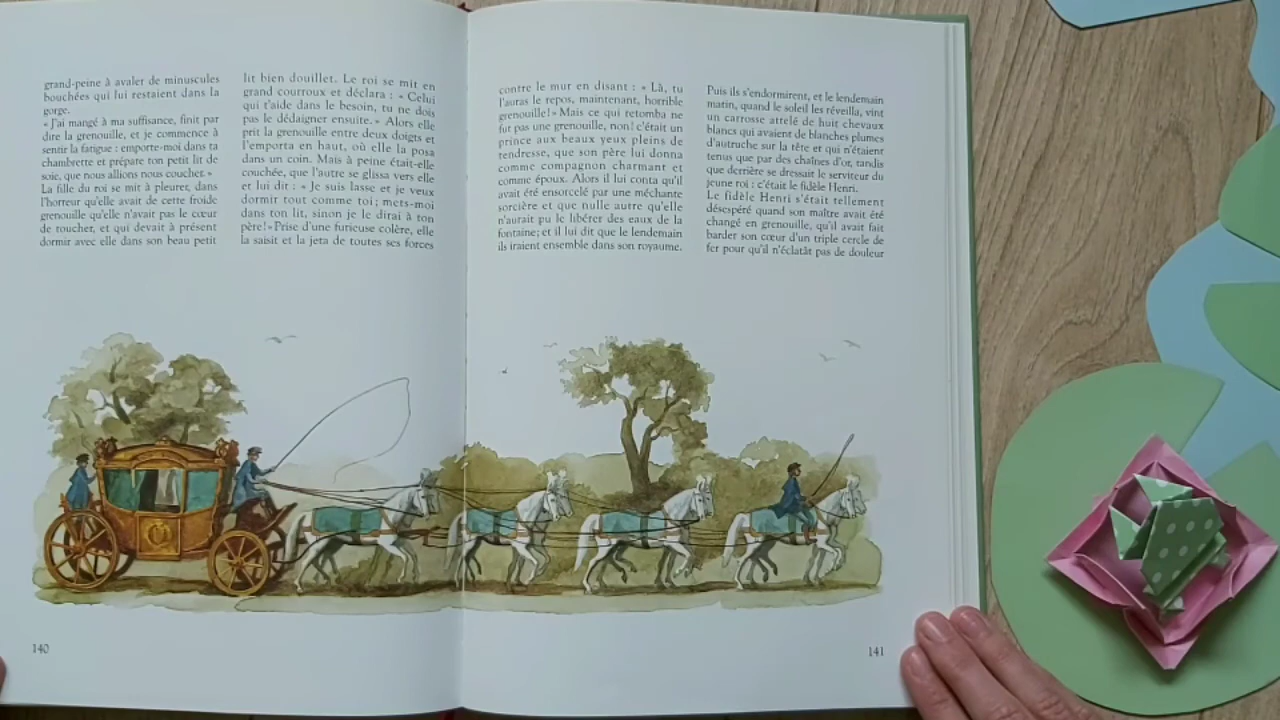 grand-peine à avaler de minuscules
bouchées qui lui restaient dans la
gorge.
« J'ai mangé à ma suffisance, finit par
dire la grenouille, et je commence à
sentir la fatigue : emporte-moi dans ta
chambrette et prépare ton petit lit de
soie, que nous allions nous coucher. »
La fille du roi se mit à pleurer, dans
l'horreur qu'elle avait de cette froide
grenouille qu'elle n'avait pas le cœur
de toucher, et qui devait à présent
dormir avec elle dans son beau petit
lit bien douillet. Le roi se mit en
grand courroux et déclara : « Celui
qui t'aide dans le besoin, tu ne dois
pas le dédaigner ensuite. » Alors elle
prit la grenouille entre deux doigts et
l'emporta en haut, où elle la posa
dans un coin. Mais à peine était-elle
couchée, que l'autre se glissa vers elle
et lui dit : « Je suis lasse et je veux
dormir tout comme toi ; mets-moi
dans ton lit, sinon je le dirai à ton
père ! » Prise d'une furieuse colère, elle
la saisit et la jeta de toutes ses forces
140
contre le mur en disant : « Là, tu
l'auras le repos, maintenant, horrible
grenouille ! » Mais ce qui retomba ne
fut pas une grenouille, non ! c'était un
prince aux beaux yeux pleins de
tendresse, que son père lui donna
comme compagnon charmant et
comme époux. Alors il lui conta qu'il
avait été ensorcelé par une méchante
sorcière et que nulle autre qu'elle
n'aurait pu le libérer des eaux de la
fontaine ; et il lui dit que le lendemain
ils iraient ensemble dans son royaume.
Puis ils s'endormirent, et le lendemain
matin, quand le soleil les réveilla, vint
un carrosse attelé de huit chevaux
blancs qui avaient de blanches plumes
d'autruche sur la tête et qui n'étaient
tenus que par des chaînes d'or, tandis
que derrière se dressait le serviteur du
jeune roi : c'était le fidèle Henri.
Le fidèle Henri s'était tellement
désespéré quand son maître avait été
changé en grenouille, qu'il avait fait
barder son cœur d'un triple cercle de
fer pour qu'il n'éclatât pas de douleur
141